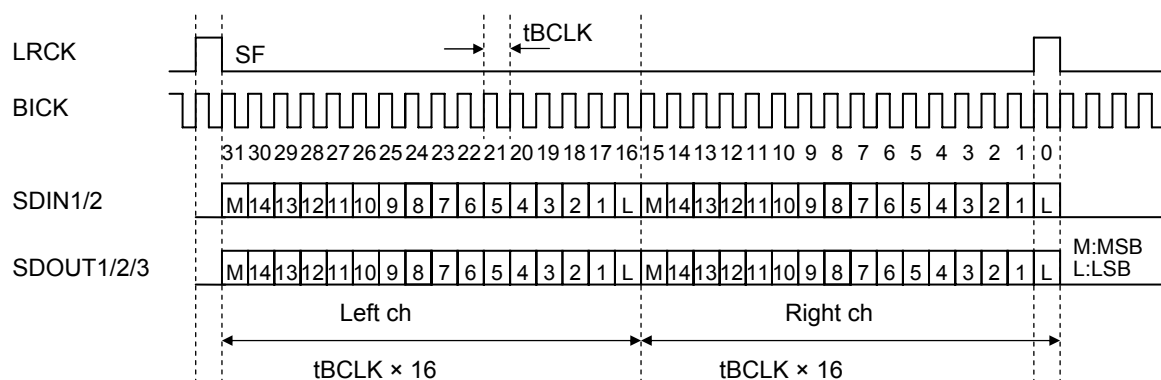 LRCK SF tBCLK
BICK
31 30 29 28 27 26 25 24 23 22 21 20 19 18 17 16 15 14 13 12 11 10 9 8 7 6 5 4 3 2 1 0
SDIN1/2 M 14 13 12 11 10 9 8 7 6 5 4 3 2 1 L M 14 13 12 11 10 9 8 7 6 5 4 3 2 1 L
SDOUT1/2/3 M 14 13 12 11 10 9 8 7 6 5 4 3 2 1 L M 14 13 12 11 10 9 8 7 6 5 4 3 2 1 L
M:MSB
L:LSB
Left ch Right ch
tBCLK × 16 tBCLK × 16